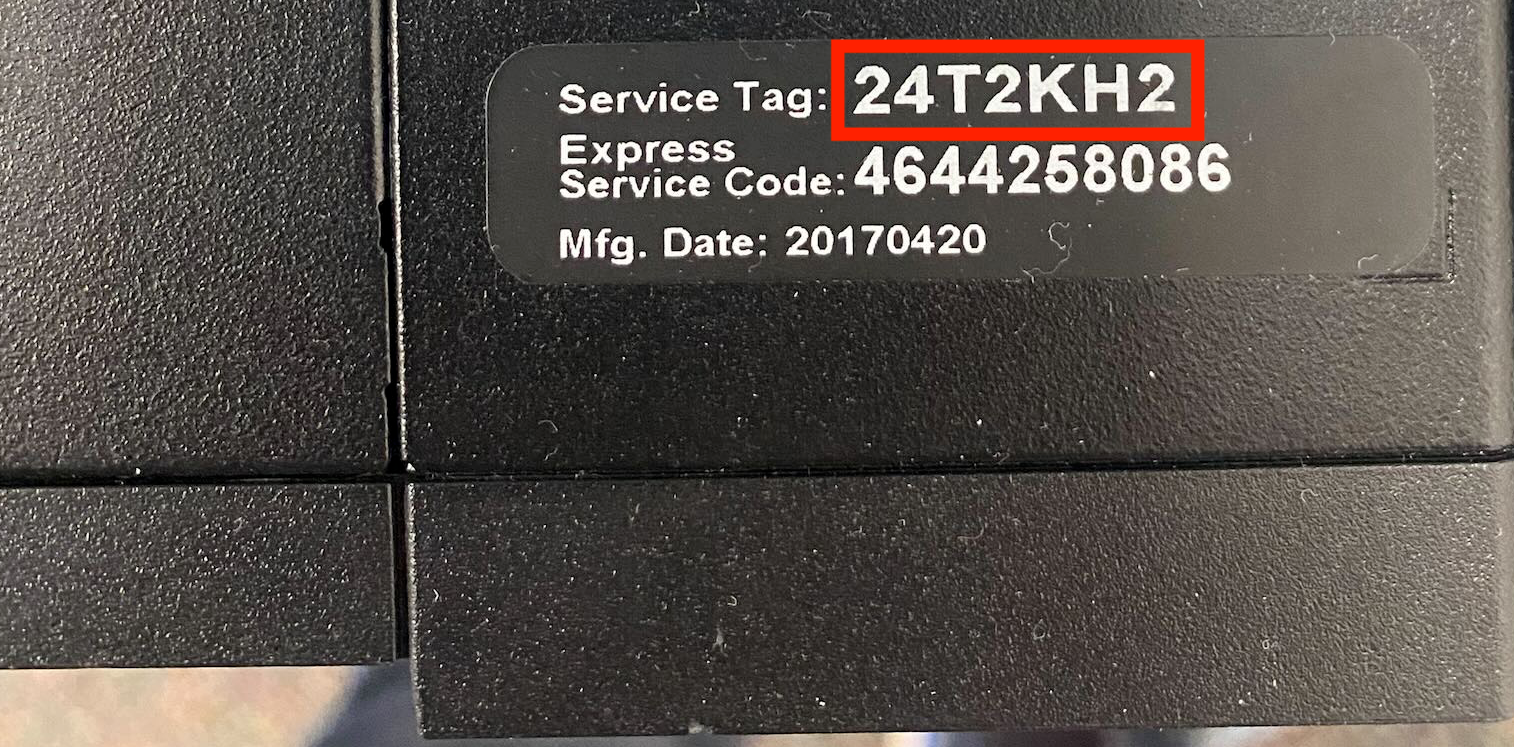 Service Tag: 24T2KH2
Express
Service Code: 4644258086
Mfg. Date: 20170420